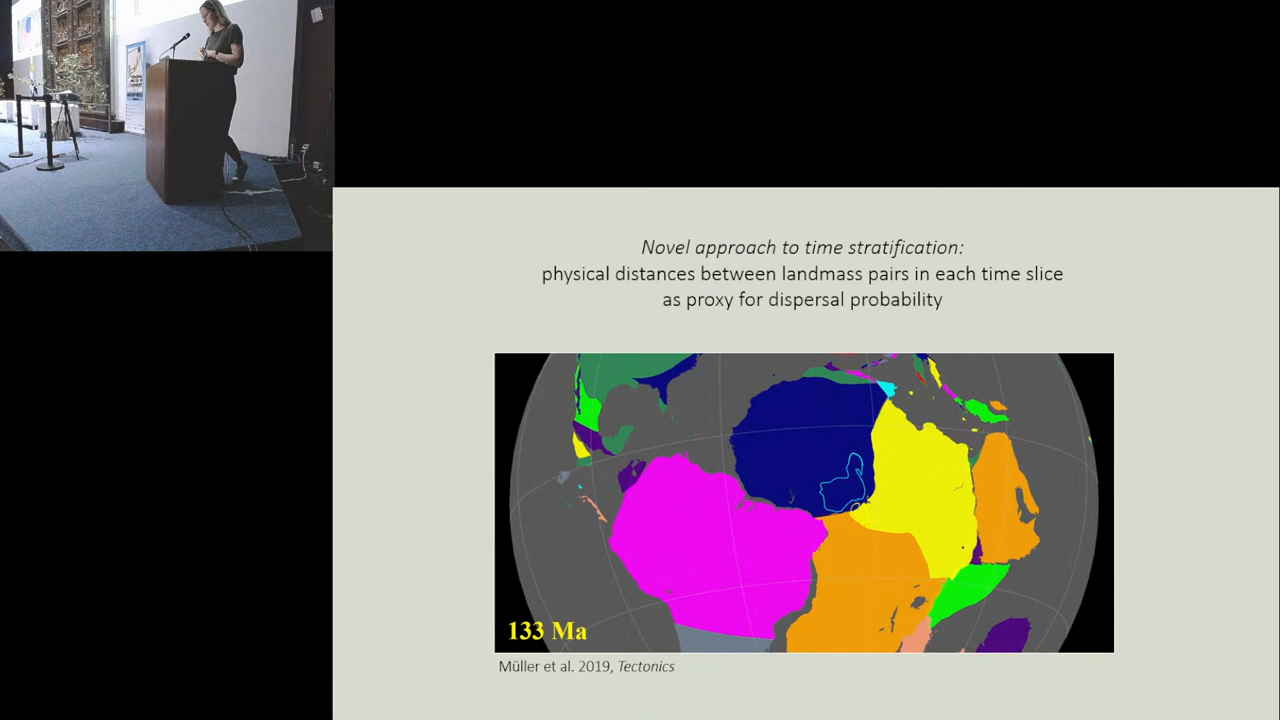 Novel approach to time stratification:
physical distances between landmass pairs in each time slice
as proxy for dispersal probability
133 Ma
Müller et al. 2019, Tectonics